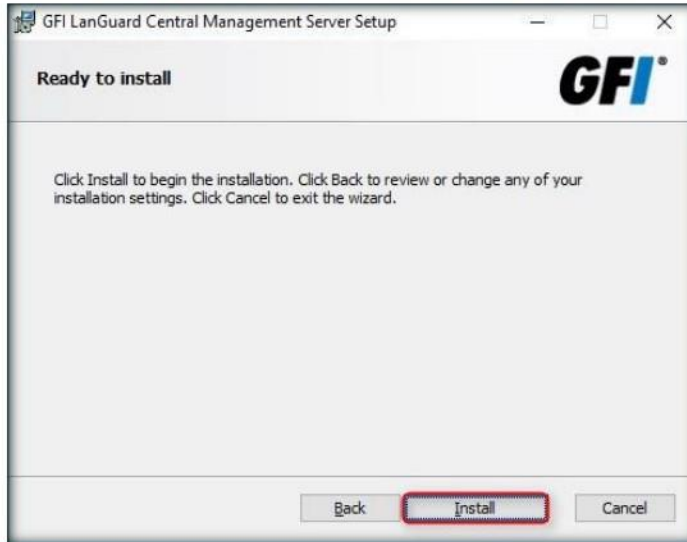 GFI LanGuard Central Management Server Setup
Ready to install
GFI®
Click Install to begin the installation. Click Back to review or change any of your
installation settings. Click Cancel to exit the wizard.
Back
Install
Cancel